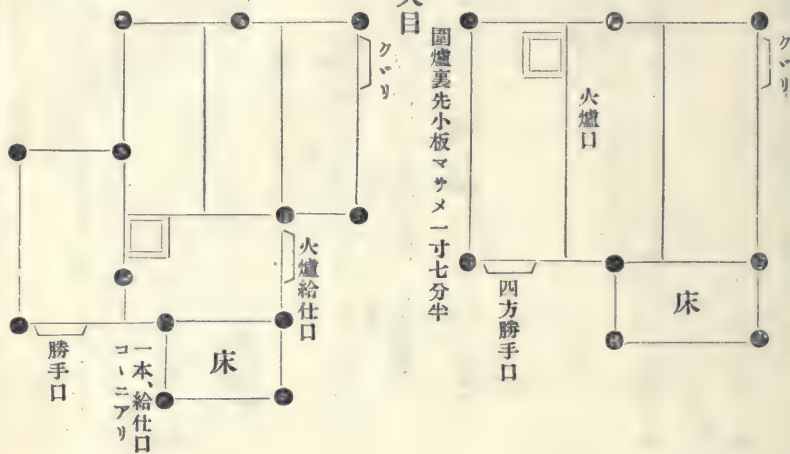 クヾリ
火爐口
床
四方勝手口
圍爐裏先小板マサメ一寸七分半
目
クヾリ
火爐給仕口
床
一本、給仕口
コヽニアリ
勝手口